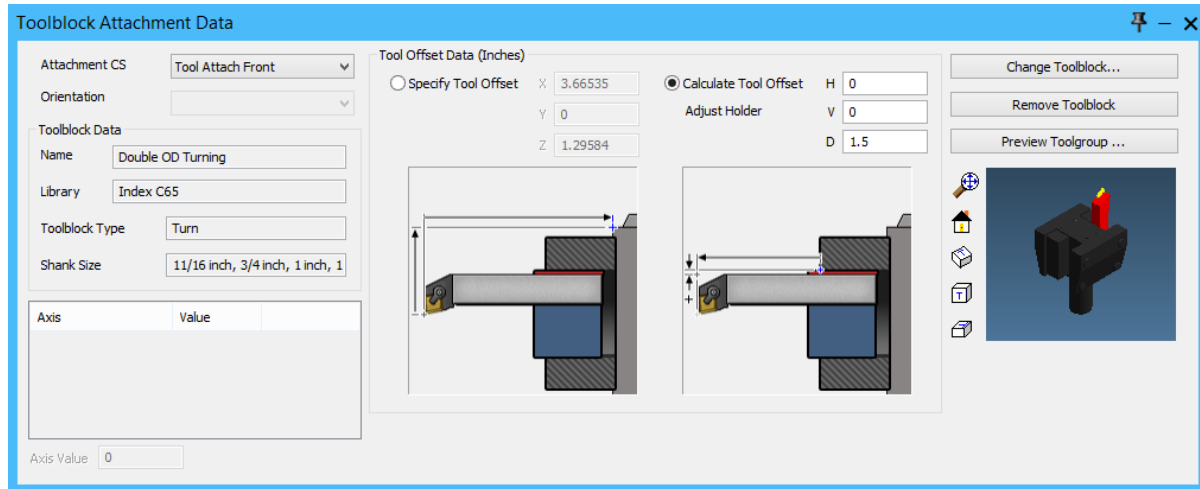 Toolblock Attachment Data
Attachment CS Tool Attach Front
Orientation
Toolblock Data
Name Double OD Turning
Library Index C65
Toolblock Type Turn
Shank Size 11/16 inch, 3/4 inch, 1 inch, 1
Axis Value
Axis Value 0
Tool Offset Data (Inches)
Specify Tool Offset X 3.66535
Y 0
Z 1.29584
Calculate Tool Offset H 0
Adjust Holder V 0
D 1.5
Change Toolblock...
Remove Toolblock
Preview Toolgroup ...
T